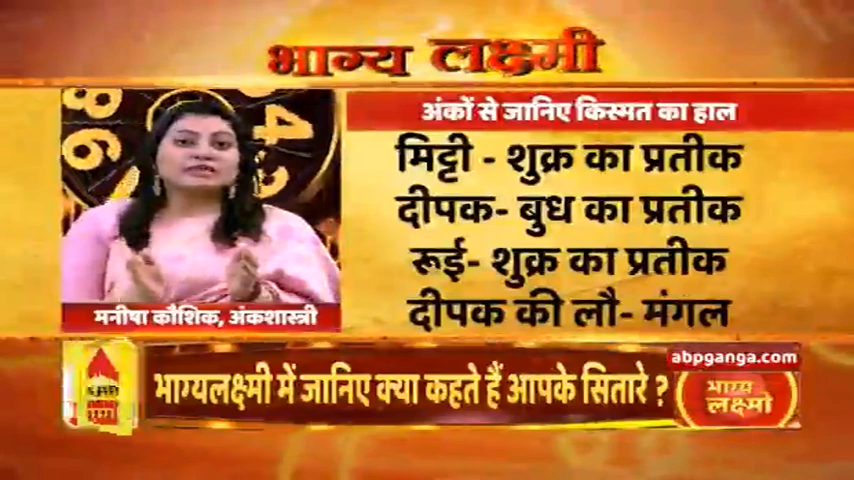 भाग्य लक्ष्मी
अंकों से जानिए किस्मत का हाल
मिट्टी - शुक्र का प्रतीक
दीपक- बुध का प्रतीक
रूई- शुक्र का प्रतीक
दीपक की लौ- मंगल
मनीषा कौशिक, अंकशास्त्री
abpganga.com
भाग्यलक्ष्मी में जानिए क्या कहते हैं आपके सितारे ?
भाग्य
लक्ष्मी